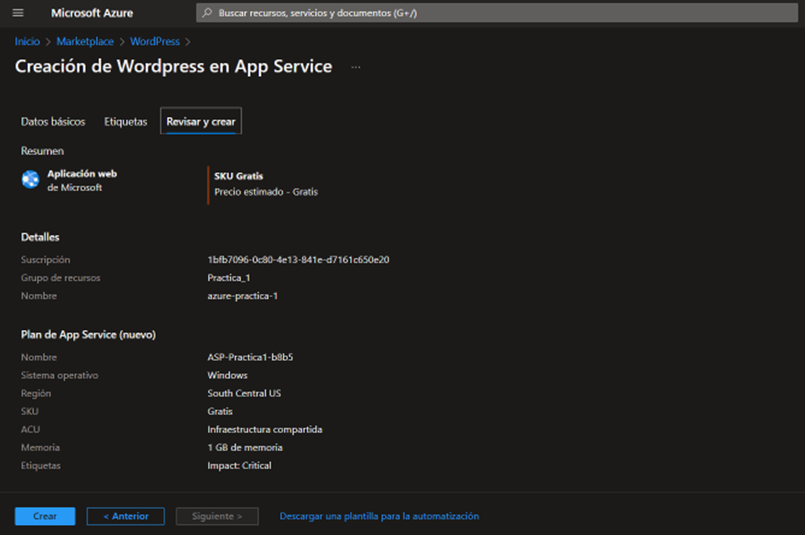 Microsoft Azure
Buscar recursos, servicios y documentos (G+/)
Inicio > Marketplace > WordPress >
Creación de Wordpress en App Service ...
Datos básicos Etiquetas Revisar y crear
Resumen
Aplicación web
de Microsoft
SKU Gratis
Precio estimado - Gratis
Detalles
Suscripción 1bfb7096-0c80-4e13-841e-d7161c650e20
Grupo de recursos Practica_1
Nombre azure-practica-1
Plan de App Service (nuevo)
Nombre ASP-Practica1-b8b5
Sistema operativo Windows
Región South Central US
SKU Gratis
ACU Infraestructura compartida
Memoria 1 GB de memoria
Etiquetas Impact: Critical
Crear < Anterior Siguiente > Descargar una plantilla para la automatización